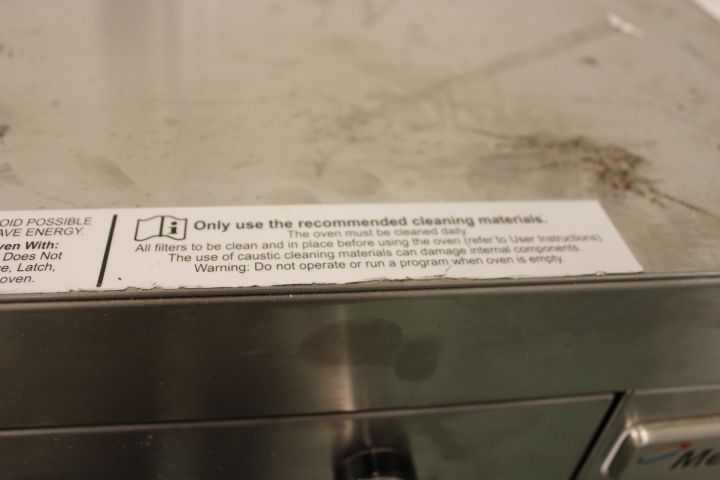 OID POSSIBLE
AVE ENERGY.
ven With:
Does Not
e, Latch,
oven.
Only use the recommended cleaning materials.
The oven must be cleaned daily.
All filters to be clean and in place before using the oven (refer to User Instructions).
The use of caustic cleaning materials can damage internal components.
Warning: Do not operate or run a program when oven is empty.
Me